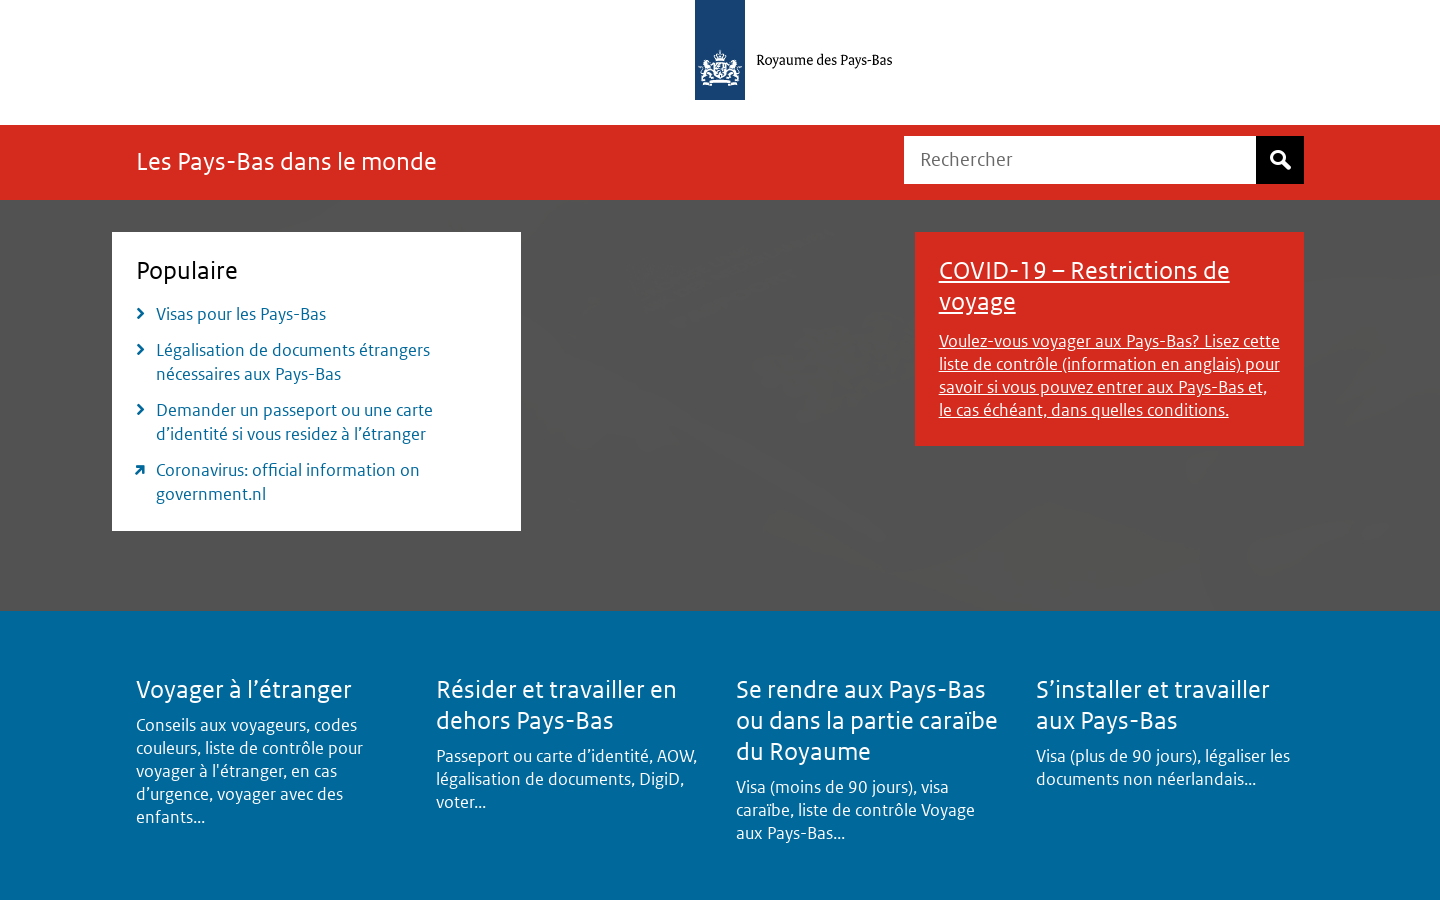 Royaume des Pays-Bas
Les Pays-Bas dans le monde
Rechercher
Populaire
Visas pour les Pays-Bas
Légalisation de documents étrangers
nécessaires aux Pays-Bas
Demander un passeport ou une carte
d’identité si vous residez à l’étranger
Coronavirus: official information on
government.nl
COVID-19 – Restrictions de
voyage
Voulez-vous voyager aux Pays-Bas? Lisez cette
liste de contrôle (information en anglais) pour
savoir si vous pouvez entrer aux Pays-Bas et,
le cas échéant, dans quelles conditions.
Voyager à l’étranger
Conseils aux voyageurs, codes
couleurs, liste de contrôle pour
voyager à l'étranger, en cas
d’urgence, voyager avec des
enfants...
Résider et travailler en
dehors Pays-Bas
Passeport ou carte d’identité, AOW,
légalisation de documents, DigiD,
voter...
Se rendre aux Pays-Bas
ou dans la partie caraïbe
du Royaume
Visa (moins de 90 jours), visa
caraïbe, liste de contrôle Voyage
aux Pays-Bas...
S’installer et travailler
aux Pays-Bas
Visa (plus de 90 jours), légaliser les
documents non néerlandais...